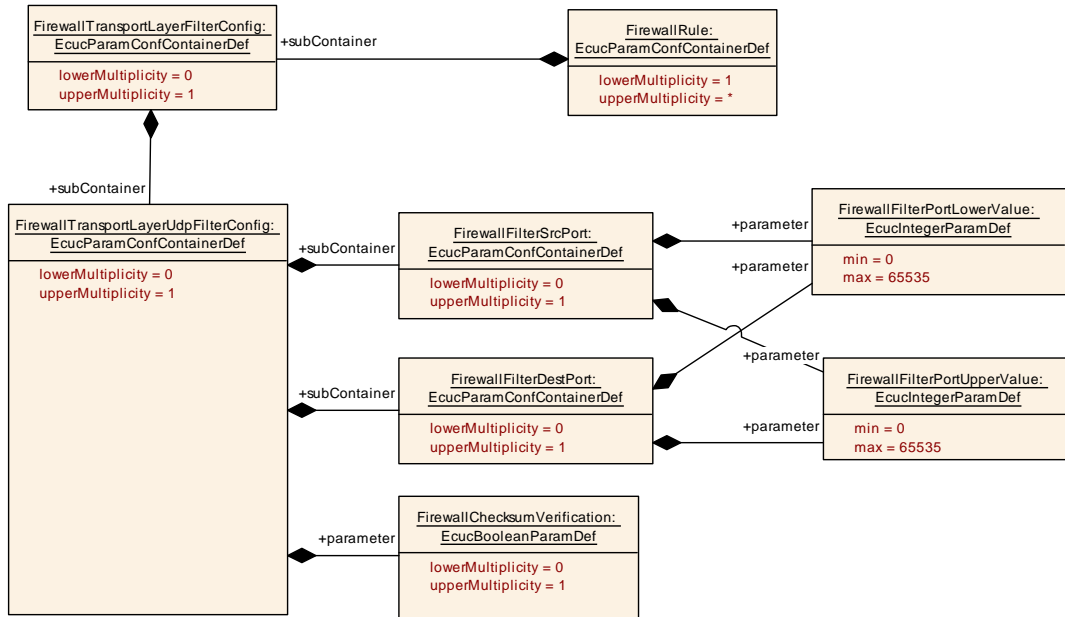 FirewallTransportLayerFilterConfig:
EcucParamConfContainerDef
lowerMultiplicity = 0
upperMultiplicity = 1
+subContainer
FirewallRule:
EcucParamConfContainerDef
lowerMultiplicity = 1
upperMultiplicity = *
+subContainer
FirewallTransportLayerUdpFilterConfig:
EcucParamConfContainerDef
lowerMultiplicity = 0
upperMultiplicity = 1
+subContainer
FirewallFilterSrcPort:
EcucParamConfContainerDef
lowerMultiplicity = 0
upperMultiplicity = 1
+parameter
+parameter
FirewallFilterPortLowerValue:
EcucIntegerParamDef
min = 0
max = 65535
+subContainer
FirewallFilterDestPort:
EcucParamConfContainerDef
lowerMultiplicity = 0
upperMultiplicity = 1
+parameter
+parameter
FirewallFilterPortUpperValue:
EcucIntegerParamDef
min = 0
max = 65535
+parameter
FirewallChecksumVerification:
EcucBooleanParamDef
lowerMultiplicity = 0
upperMultiplicity = 1